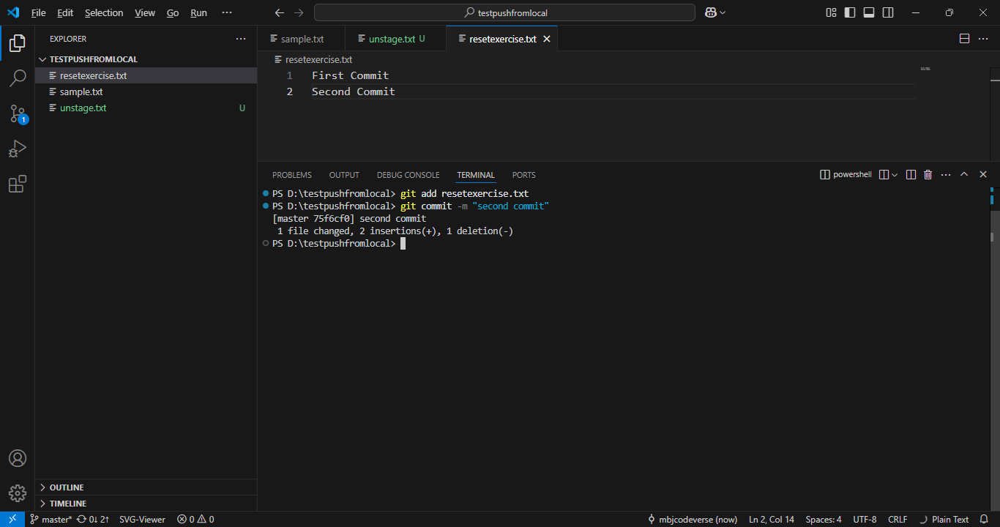 File Edit Selection View Go Run ··· testpushfromlocal
EXPLORER ···
TESTPUSHFROMLOCAL
resetexercise.txt
sample.txt
unstage.txt U
1
OUTLINE
TIMELINE
sample.txt unstage.txt U resetexercise.txt
resetexercise.txt
1 First Commit
2 Second Commit
PROBLEMS OUTPUT DEBUG CONSOLE TERMINAL PORTS powershell
PS D:\testpushfromlocal> git add resetexercise.txt
PS D:\testpushfromlocal> git commit -m "second commit"
[master 75f6cf0] second commit
1 file changed, 2 insertions(+), 1 deletion(-)
PS D:\testpushfromlocal>
master* 0↓ 2↑ SVG-Viewer 0 0 mbjcodeverse (now) Ln 2, Col 14 Spaces: 4 UTF-8 CRLF Plain Text